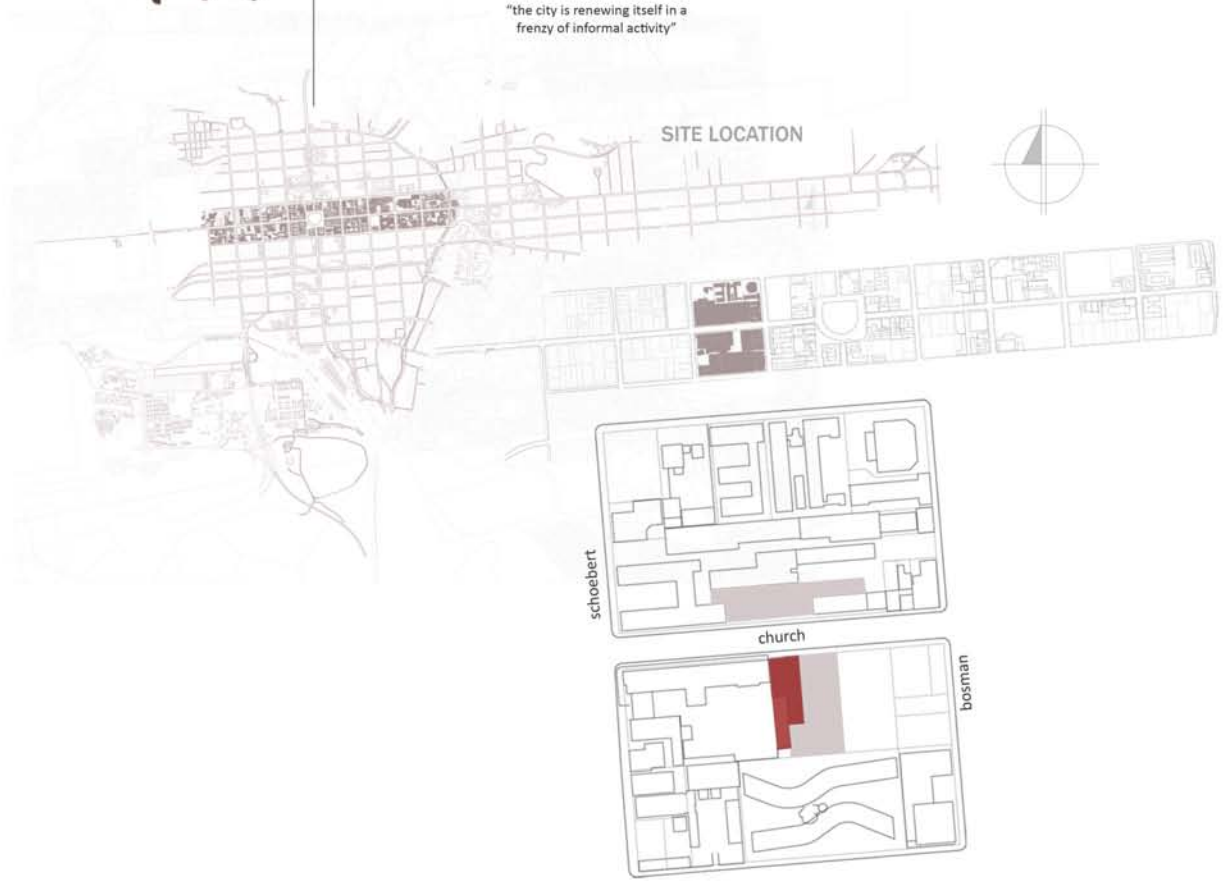 "the city is renewing itself in a
frenzy of informal activity"
SITE LOCATION
schoebert
church
bosman